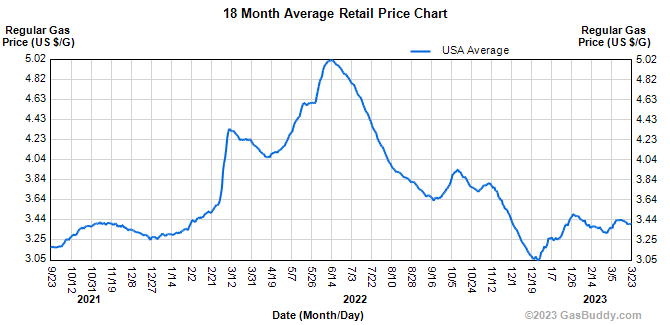 18 Month Average Retail Price Chart
Regular Gas
Price (US $/G)
Regular Gas
Price (US $/G)
USA Average
5.02
4.82
4.63
4.43
4.23
4.04
3.84
3.64
3.44
3.25
3.05
5.02
4.82
4.63
4.43
4.23
4.04
3.84
3.64
3.44
3.25
3.05
9/23 10/12 10/31 11/19 12/8 12/27 1/14 2/2 2/21 3/12 3/31 4/19 5/7 5/26 6/14 7/3 7/22 8/10 8/28 9/16 10/5 10/24 11/12 12/1 12/19 1/7 1/26 2/14 3/5 3/23
2021 2022 2023
Date (Month/Day)
©2023 GasBuddy.com